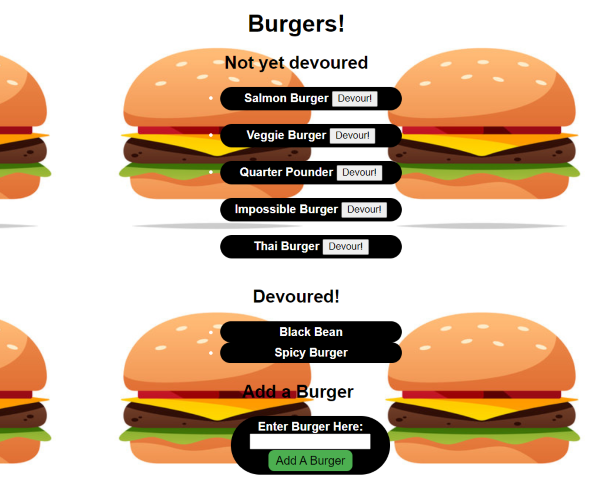 Burgers!
Not yet devoured
Salmon Burger Devour!
Veggie Burger Devour!
Quarter Pounder Devour!
Impossible Burger Devour!
Thai Burger Devour!
Devoured!
Black Bean
Spicy Burger
Add a Burger
Enter Burger Here:
Add A Burger